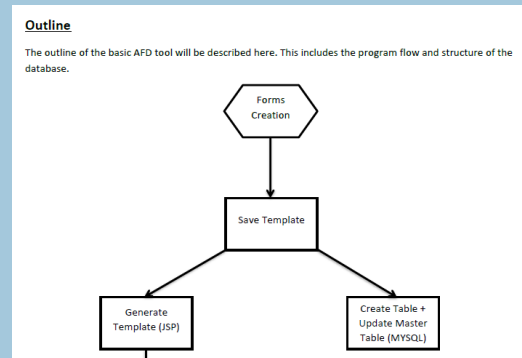 Outline
The outline of the basic AFD tool will be described here. This includes the program flow and structure of the
database.
Forms
Creation
Save Template
Generate
Template (JSP)
Create Table +
Update Master
Table (MYSQL)